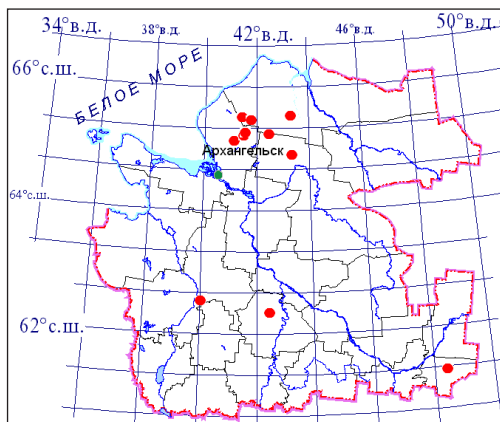 34°в.д.
38°в.д.
42°в.д.
46°в.д.
50°в.д.
66°с.ш.
БЕЛОЕ МОРЕ
Архангельск
64°с.ш.
62°с.ш.